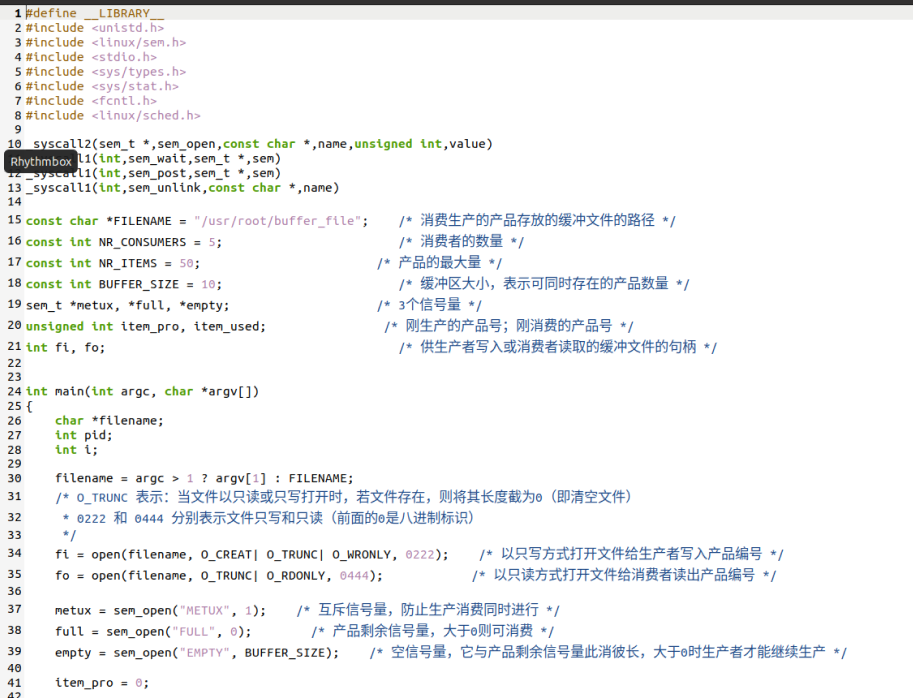 1 #define __LIBRARY__
2 #include <unistd.h>
3 #include <linux/sem.h>
4 #include <stdio.h>
5 #include <sys/types.h>
6 #include <sys/stat.h>
7 #include <fcntl.h>
8 #include <linux/sched.h>
9
10 _syscall2(sem_t *,sem_open,const char *,name,unsigned int,value)
Rhythmbox l1(int,sem_wait,sem_t *,sem)
12 _syscall1(int,sem_post,sem_t *,sem)
13 _syscall1(int,sem_unlink,const char *,name)
14
15 const char *FILENAME = "/usr/root/buffer_file";    /* 消费生产的产品存放的缓冲文件的路径 */
16 const int NR_CONSUMERS = 5;                        /* 消费者的数量 */
17 const int NR_ITEMS = 50;                        /* 产品的最大量 */
18 const int BUFFER_SIZE = 10;                        /* 缓冲区大小，表示可同时存在的产品数量 */
19 sem_t *metux, *full, *empty;                    /* 3个信号量 */
20 unsigned int item_pro, item_used;                /* 刚生产的产品号；刚消费的产品号 */
21 int fi, fo;                                        /* 供生产者写入或消费者读取的缓冲文件的句柄 */
22
23
24 int main(int argc, char *argv[])
25 {
26     char *filename;
27     int pid;
28     int i;
29
30     filename = argc > 1 ? argv[1] : FILENAME;
31     /* O_TRUNC 表示：当文件以只读或只写打开时，若文件存在，则将其长度截为0（即清空文件）
32      * 0222 和 0444 分别表示文件只写和只读（前面的0是八进制标识）
33      */
34     fi = open(filename, O_CREAT| O_TRUNC| O_WRONLY, 0222);    /* 以只写方式打开文件给生产者写入产品编号 */
35     fo = open(filename, O_TRUNC| O_RDONLY, 0444);            /* 以只读方式打开文件给消费者读出产品编号 */
36
37     metux = sem_open("METUX", 1);    /* 互斥信号量，防止生产消费同时进行 */
38     full = sem_open("FULL", 0);        /* 产品剩余信号量，大于0则可消费 */
39     empty = sem_open("EMPTY", BUFFER_SIZE);    /* 空信号量，它与产品剩余信号量此消彼长，大于0时生产者才能继续生产 */
40
41     item_pro = 0;
42